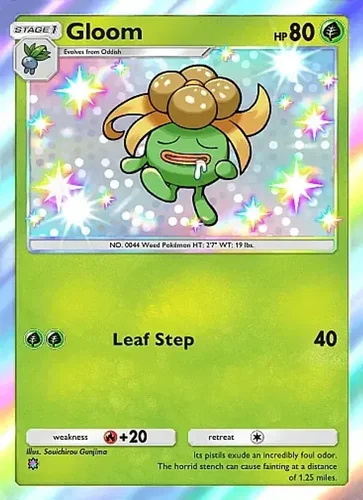 STAGE 1
Gloom
HP 80
Evolves from Oddish
NO. 0044 Weed Pokémon HT: 2'7" WT: 19 lbs.
Leaf Step 40
weakness +20 retreat
Illus. Souichirou Gunjima
Its pistils exude an incredibly foul odor.
The horrid stench can cause fainting at a
distance of 1.25 miles.